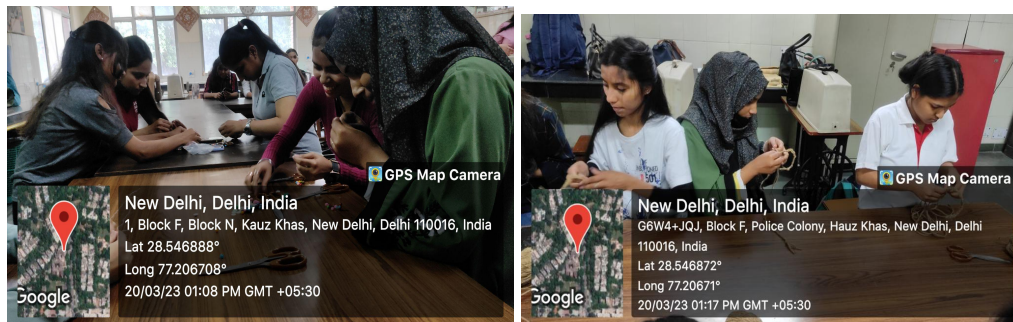 GPS Map Camera
New Delhi, Delhi, India
1, Block F, Block N, Kauz Khas, New Delhi, Delhi 110016, India
Lat 28.546888°
Long 77.206708°
20/03/23 01:08 PM GMT +05:30
Google
GPS Map Camera
New Delhi, Delhi, India
G6W4+JQJ, Block F, Police Colony, Hauz Khas, New Delhi, Delhi
110016, India
Lat 28.546872°
Long 77.20671°
20/03/23 01:17 PM GMT +05:30
Google